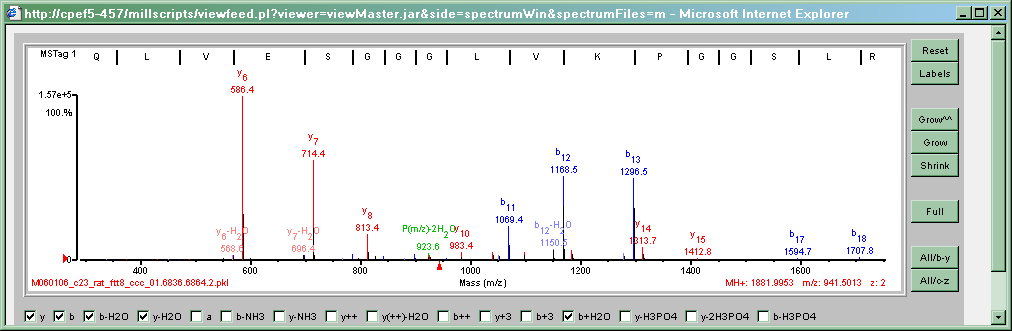 http://cpef5-457/millscripts/viewfeed.pl?viewer=viewMaster.jar&side=spectrumWin&spectrumFiles=m - Microsoft Internet Explorer
MSTag 1 Q L V E S G G G L V K P G G S L R
Reset
Labels
1.57e+5
100.%
0
y6
586.4
y7
714.4
y6-H2O
568.6
y7-H2O
696.4
y8
813.4
P(m/z)-2H2O
923.6
y10
983.4
b11
1069.4
b12
1168.5
b12-H2O
1150.5
b13
1296.5
y14
1313.7
y15
1412.8
b17
1594.7
b18
1707.8
Grow^^
Grow
Shrink
Full
All/b-y
All/c-z
400 600 800 1000 1200 1400 1600
M060106_c23_rat_ftt8_ccc_01.6836.6864.2.pkl Mass (m/z) MH+: 1881.9953 m/z: 941.5013 z: 2
y b b-H2O y-H2O a b-NH3 y-NH3 y++ y(++)-H2O b++ y+3 b+3 b+H2O y-H3PO4 y-2H3PO4 b-H3PO4